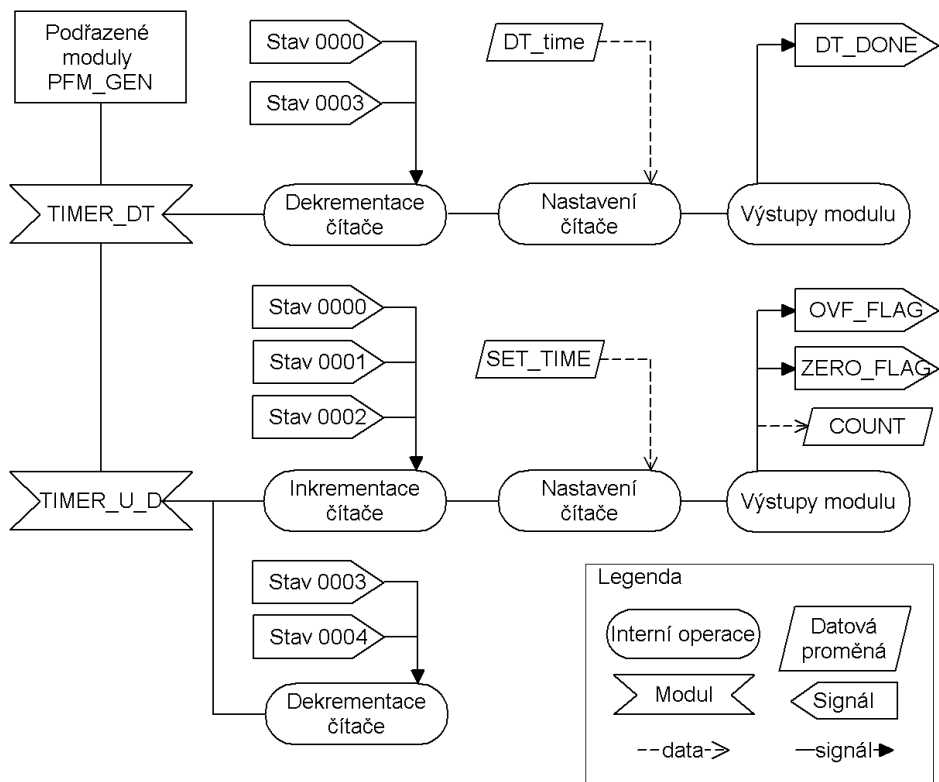 Podřazené
moduly
PFM_GEN
Stav 0000
Stav 0003
DT_time
DT_DONE
TIMER_DT
Dekrementace
čítače
Nastavení
čítače
Výstupy modulu
Stav 0000
Stav 0001
Stav 0002
SET_TIME
OVF_FLAG
ZERO_FLAG
COUNT
TIMER_U_D
Inkrementace
čítače
Nastavení
čítače
Výstupy modulu
Stav 0003
Stav 0004
Dekrementace
čítače
Legenda
Interní operace
Datová
proměná
Modul
Signál
data
signál